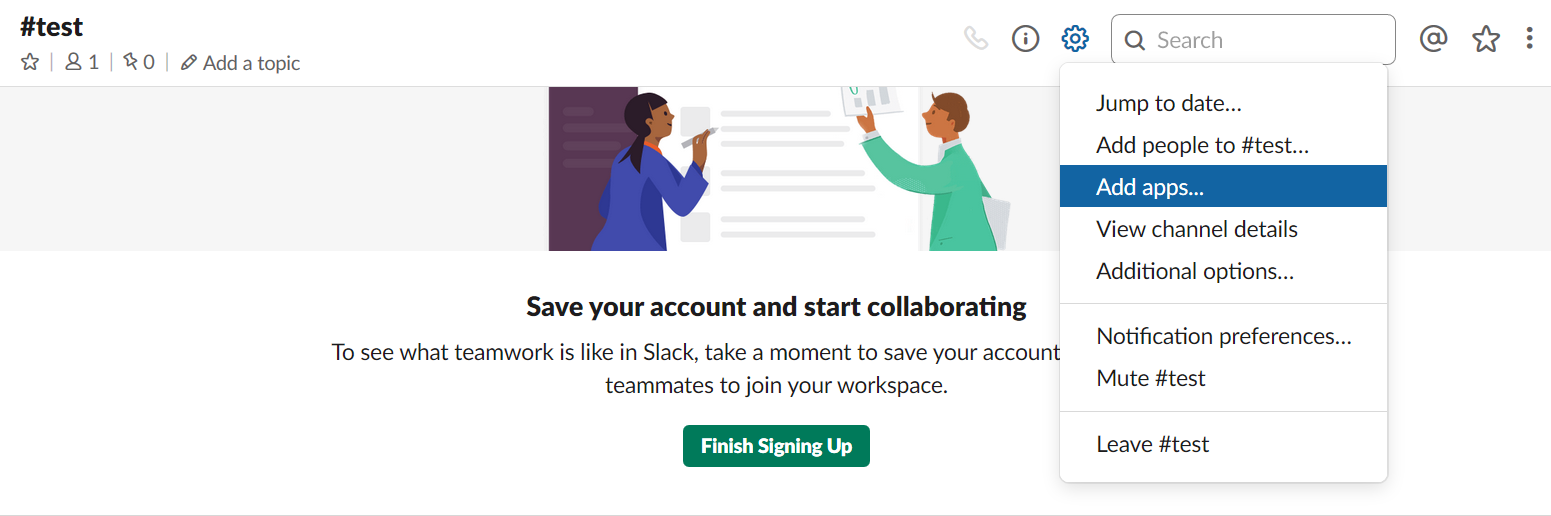 #test
1 0 Add a topic
Search
Jump to date...
Add people to #test...
Add apps...
View channel details
Additional options...
Notification preferences...
Mute #test
Leave #test
Save your account and start collaborating
To see what teamwork is like in Slack, take a moment to save your account
teammates to join your workspace.
Finish Signing Up